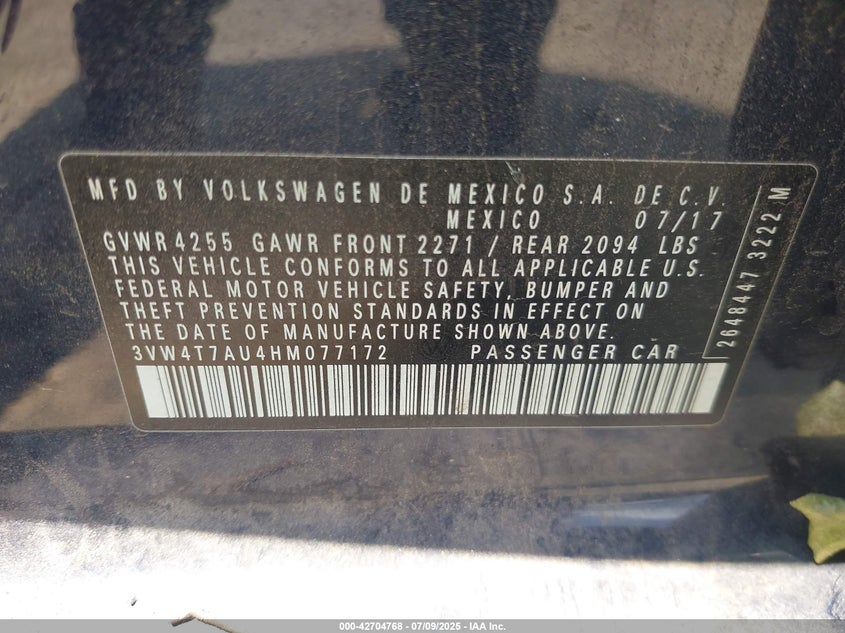 MFD BY VOLKSWAGEN DE MEXICO S.A. DE C.V.
MEXICO 07/17
GVWR 4255 GAWR FRONT 2271 / REAR 2094 LBS
THIS VEHICLE CONFORMS TO ALL APPLICABLE U.S.
FEDERAL MOTOR VEHICLE SAFETY, BUMPER AND
THEFT PREVENTION STANDARDS IN EFFECT ON
THE DATE OF MANUFACTURE SHOWN ABOVE.
3VW4T7AU4HM077172 PASSENGER CAR
2648447 3222 M
000-42704768 - 07/09/2025 - IAA Inc.